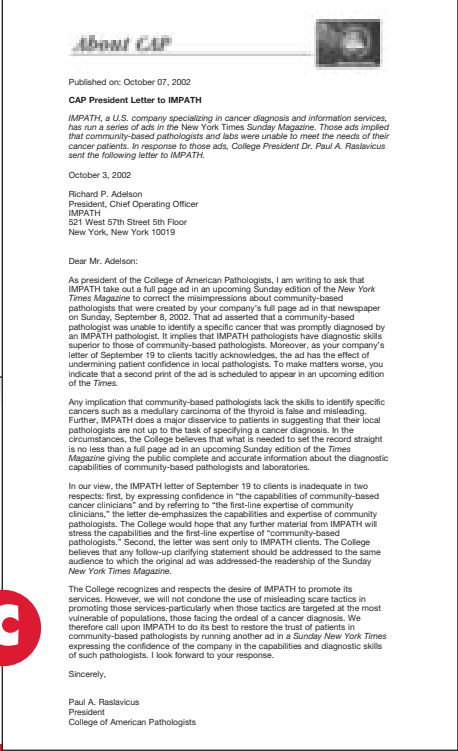 About CAP
Published on: October 07, 2002
CAP President Letter to IMPATH
IMPATH, a U.S. company specializing in cancer diagnosis and information services,
has run a series of ads in the New York Times Sunday Magazine. Those ads implied
that community-based pathologists and labs were unable to meet the needs of their
cancer patients. In response to those ads, College President Dr. Paul A. Raslavicus
sent the following letter to IMPATH.
October 3, 2002
Richard P. Adelson
President, Chief Operating Officer
IMPATH
521 West 57th Street 5th Floor
New York, New York 10019
Dear Mr. Adelson:
As president of the College of American Pathologists, I am writing to ask that
IMPATH take out a full page ad in an upcoming Sunday edition of the New York
Times Magazine to correct the misimpressions about community-based
pathologists that were created by your company's full page ad in that newspaper
on Sunday, September 8, 2002. That ad asserted that a community-based
pathologist was unable to identify a specific cancer that was promptly diagnosed by
an IMPATH pathologist. It implies that IMPATH pathologists have diagnostic skills
superior to those of community-based pathologists. Moreover, as your company's
letter of September 19 to clients tacitly acknowledges, the ad has the effect of
undermining patient confidence in local pathologists. To make matters worse, you
indicate that a second print of the ad is scheduled to appear in an upcoming edition
of the Times.
Any implication that community-based pathologists lack the skills to identify specific
cancers such as a medullary carcinoma of the thyroid is false and misleading.
Further, IMPATH does a major disservice to patients in suggesting that their local
pathologists are not up to the task of specifying a cancer diagnosis. In the
circumstances, the College believes that what is needed to set the record straight
is no less than a full page ad in an upcoming Sunday edition of the Times
Magazine giving the public complete and accurate information about the diagnostic
capabilities of community-based pathologists and laboratories.
In our view, the IMPATH letter of September 19 to clients is inadequate in two
respects: first, by expressing confidence in "the capabilities of community-based
cancer clinicians" and by referring to "the first-line expertise of community
clinicians," the letter de-emphasizes the capabilities and expertise of community
pathologists. The College would hope that any further material from IMPATH will
stress the capabilities and the first-line expertise of "community-based
pathologists." Second, the letter was sent only to IMPATH clients. The College
believes that any follow-up clarifying statement should be addressed to the same
audience to which the original ad was addressed-the readership of the Sunday
New York Times Magazine.
The College recognizes and respects the desire of IMPATH to promote its
services. However, we will not condone the use of misleading scare tactics in
promoting those services-particularly when those tactics are targeted at the most
vulnerable of populations, those facing the ordeal of a cancer diagnosis. We
therefore call upon IMPATH to do its best to restore the trust of patients in
community-based pathologists by running another ad in a Sunday New York Times
expressing the confidence of the company in the capabilities and diagnostic skills
of such pathologists. I look forward to your response.
C
Sincerely,
Paul A. Raslavicus
President
College of American Pathologists